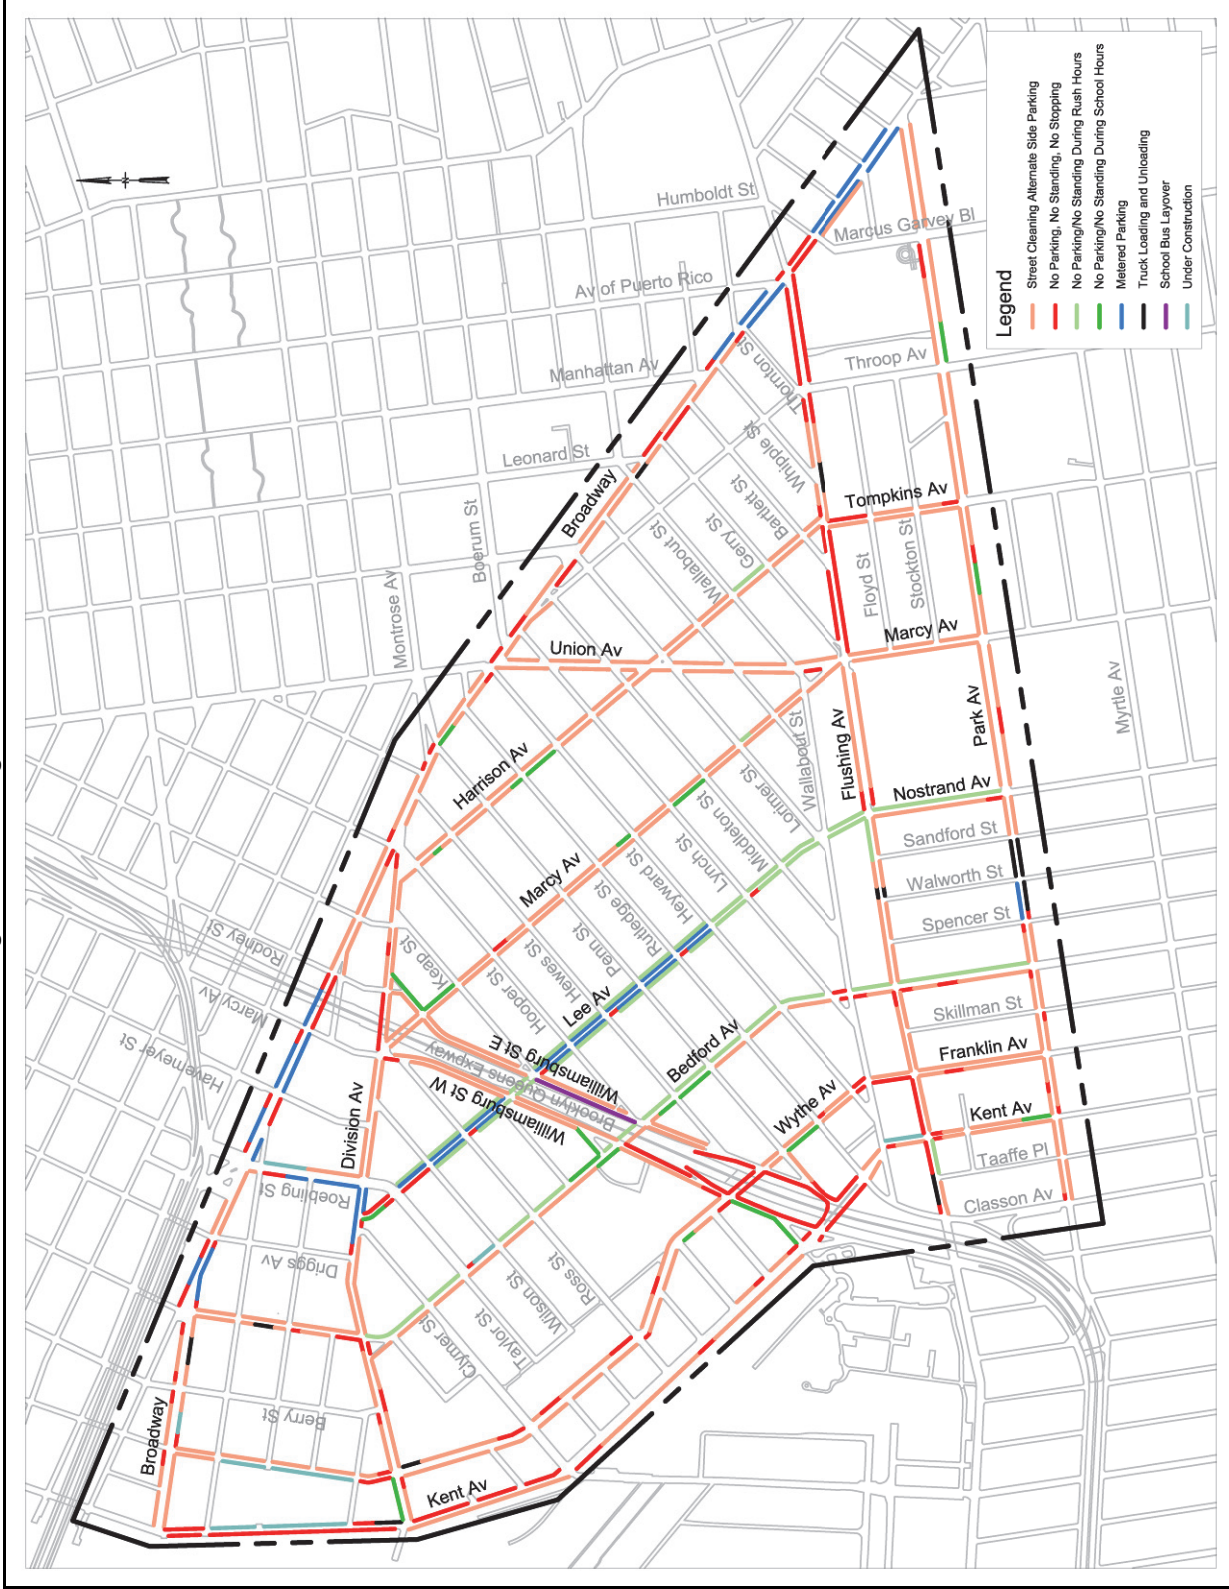 Legend
Street Cleaning Alternate Side Parking
No Parking, No Standing, No Stopping
No Parking/No Standing During Rush Hours
No Parking/No Standing During School Hours
Metered Parking
Truck Loading and Unloading
School Bus Layover
Under Construction
Humboldt St
Marcus Garvey Bl
Av of Puerto Rico
Manhattan Av
Thornton St
Throop Av
Leonard St
Whipple St
Broadway
Bartlett St
Tompkins Av
Boerum St
Gerry St
Wallabout St
Floyd St
Stockton St
Montrose Av
Union Av
Marcy Av
Myrtle Av
Park Av
Wallabout St
Flushing Av
Harrison Av
Lorimer St
Nostrand Av
Middleton St
Sandford St
Marcy Av
Lynch St
Heyward St
Walworth St
Rutledge St
Spencer St
Rodney St
Keap St
Penn St
Hewes St
Hooper St
Marcy Av
Lee Av
Skillman St
Havemeyer St
Williamsburg St E
Brooklyn Queens Expway
Bedford Av
Franklin Av
Williamsburg St W
Division Av
Wythe Av
Kent Av
Taaffe Pl
Roebling St
Classon Av
Driggs Av
Ross St
Wilson St
Taylor St
Clymer St
Berry St
Broadway
Kent Av